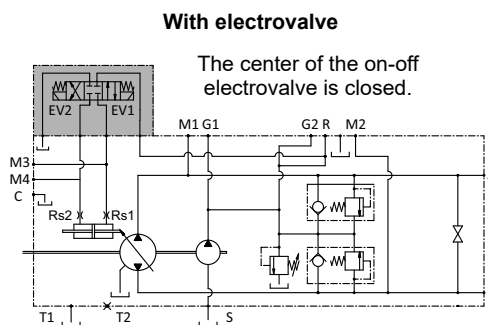 With electrovalve
The center of the on-off
electrovalve is closed.
EV2 EV1
M1 G1 G2 R M2
M3
M4
C
Rs2 Rs1
T1 T2 S